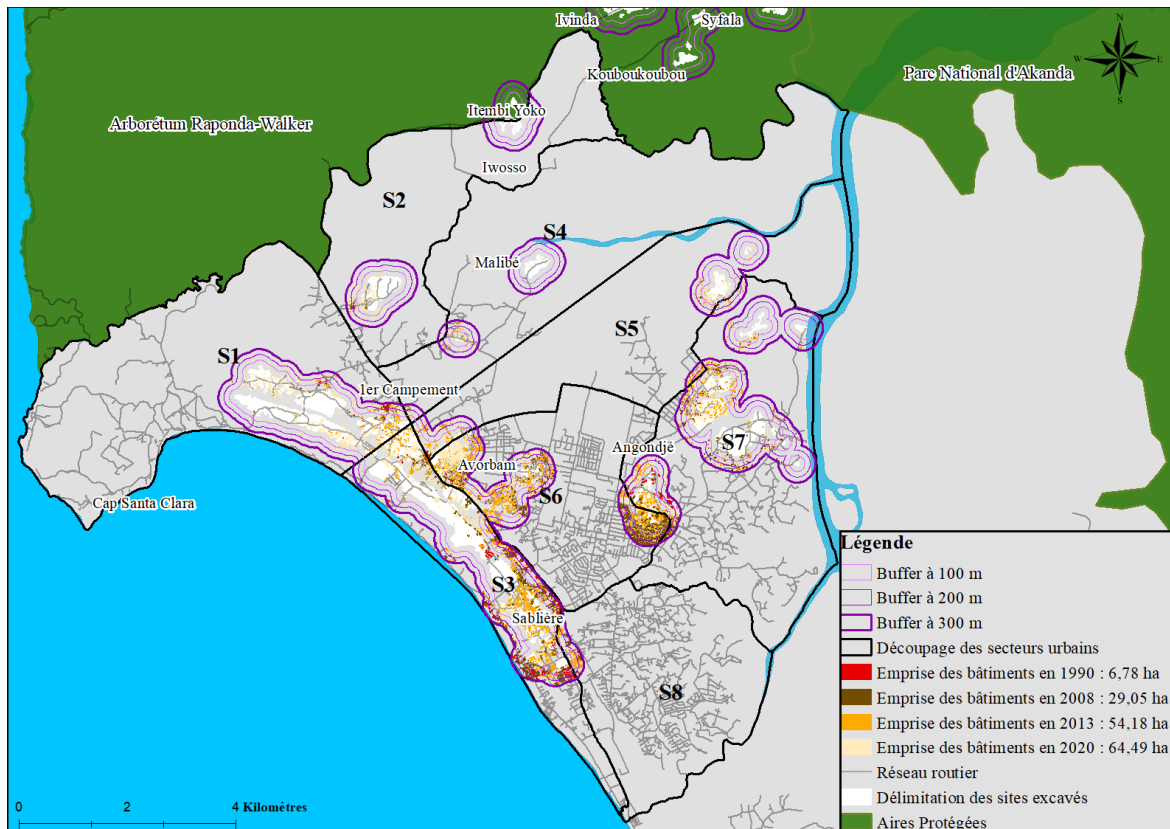 Ivinda
Syfala
N
W
E
S
Kouboukoubou
Parc National d'Akanda
Itembi Yoko
Arborétum Raponda-Walker
Iwosso
S2
S4
Malibé
S5
S1
1er Campement
Avorbam
Angondjé
S7
S6
Cap Santa Clara
S3
Sablière
S8
0 2 4 Kilomètres
Légende
Buffer à 100 m
Buffer à 200 m
Buffer à 300 m
Découpage des secteurs urbains
Emprise des bâtiments en 1990 : 6,78 ha
Emprise des bâtiments en 2008 : 29,05 ha
Emprise des bâtiments en 2013 : 54,18 ha
Emprise des bâtiments en 2020 : 64,49 ha
Réseau routier
Délimitation des sites excavés
Aires Protégées